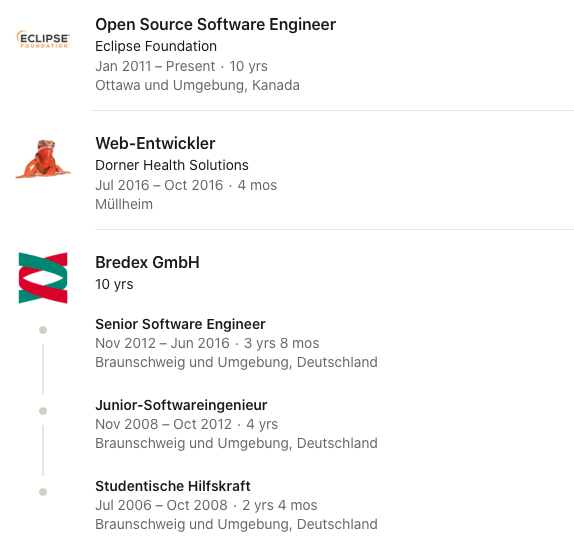 ECLIPSE
FOUNDATION
Open Source Software Engineer
Eclipse Foundation
Jan 2011 – Present · 10 yrs
Ottawa und Umgebung, Kanada
Web-Entwickler
Dorner Health Solutions
Jul 2016 – Oct 2016 · 4 mos
Müllheim
Bredex GmbH
10 yrs
Senior Software Engineer
Nov 2012 – Jun 2016 · 3 yrs 8 mos
Braunschweig und Umgebung, Deutschland
Junior-Softwareingenieur
Nov 2008 – Oct 2012 · 4 yrs
Braunschweig und Umgebung, Deutschland
Studentische Hilfskraft
Jul 2006 – Oct 2008 · 2 yrs 4 mos
Braunschweig und Umgebung, Deutschland